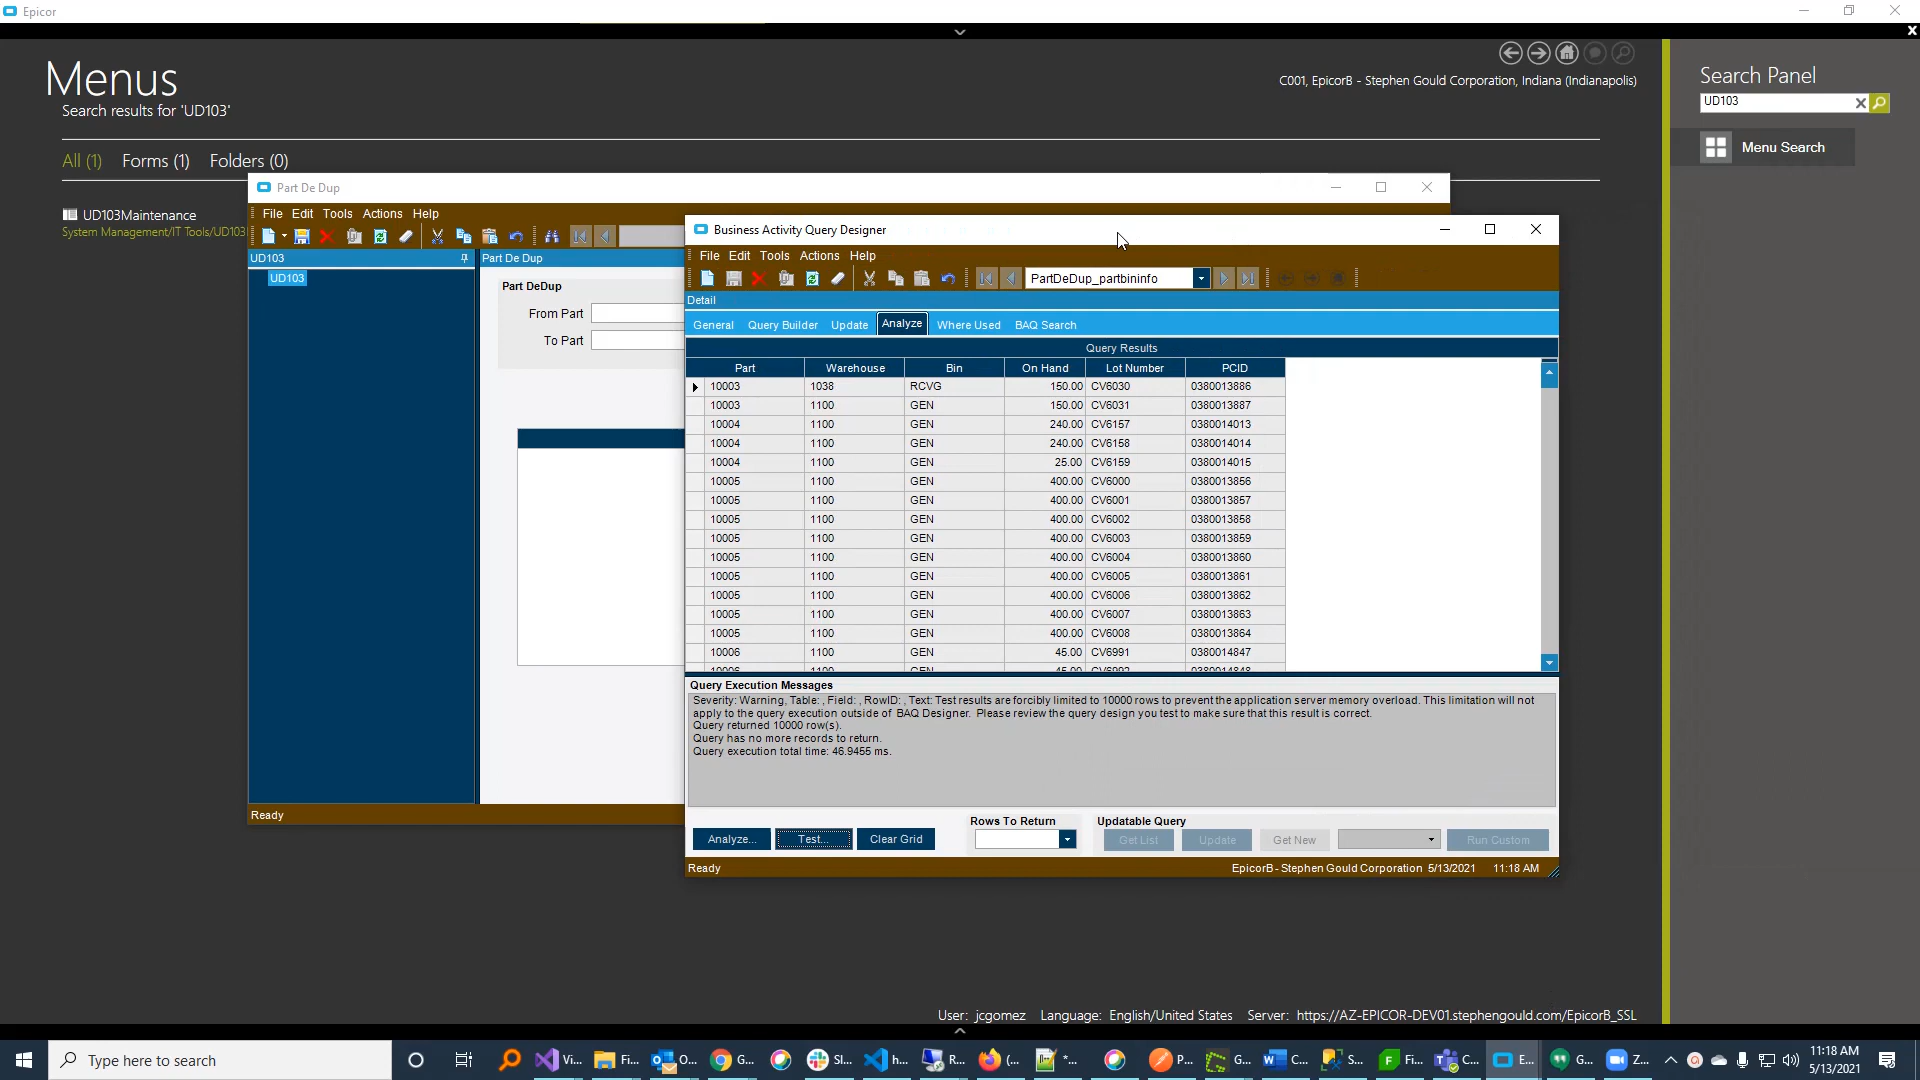 Epicor
Menus
Search results for 'UD103'
C001, EpicorB - Stephen Gould Corporation, Indiana (Indianapolis)
Search Panel
UD103
Menu Search
All (1) Forms (1) Folders (0)
UD103Maintenance
System Management/IT Tools/UD103
Part De Dup
File Edit Tools Actions Help
UD103
UD103
Part De Dup
Part DeDup
From Part
To Part
Ready
Business Activity Query Designer
File Edit Tools Actions Help
PartDeDup_partbininfo
Detail
General Query Builder Update Analyze Where Used BAQ Search
Query Results
Part Warehouse Bin On Hand Lot Number PCID
10003 1038 RCVG 150.00 CV6030 0380013886
10003 1100 GEN 150.00 CV6031 0380013887
10004 1100 GEN 240.00 CV6157 0380014013
10004 1100 GEN 240.00 CV6158 0380014014
10004 1100 GEN 25.00 CV6159 0380014015
10005 1100 GEN 400.00 CV6000 0380013856
10005 1100 GEN 400.00 CV6001 0380013857
10005 1100 GEN 400.00 CV6002 0380013858
10005 1100 GEN 400.00 CV6003 0380013859
10005 1100 GEN 400.00 CV6004 0380013860
10005 1100 GEN 400.00 CV6005 0380013861
10005 1100 GEN 400.00 CV6006 0380013862
10005 1100 GEN 400.00 CV6007 0380013863
10005 1100 GEN 400.00 CV6008 0380013864
10006 1100 GEN 45.00 CV6991 0380014847
10006 1100 GEN 45.00 CV6992 0380014848
Query Execution Messages
Severity: Warning, Table: , Field: , RowID: , Text: Test results are forcibly limited to 10000 rows to prevent the application server memory overload. This limitation will not
apply to the query execution outside of BAQ Designer. Please review the query design you test to make sure that this result is correct.
Query returned 10000 row(s).
Query has no more records to return.
Query execution total time: 46.9455 ms.
Rows To Return Updatable Query
Analyze... Test... Clear Grid Get List Update Get New Run Custom
Ready EpicorB - Stephen Gould Corporation 5/13/2021 11:18 AM
User: jcgomez Language: English/United States Server: https://AZ-EPICOR-DEV01.stephengould.com/EpicorB_SSL
Type here to search
Vi... Fi... O... G... Sl... h... R... (... *... P... G... C... S... Fi... C... E... G... Z...
11:18 AM
5/13/2021